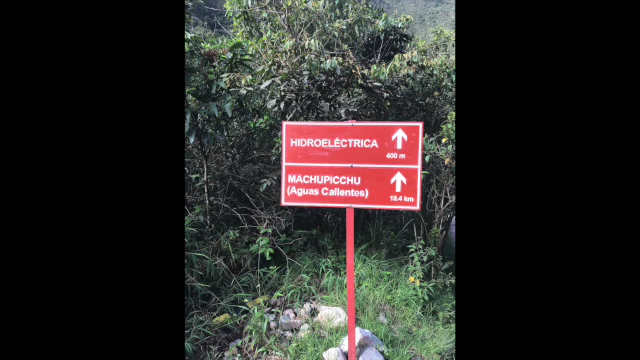 HIDROELÉCTRICA
400 m
MACHUPICCHU
(Aguas Calientes)
10.4 km